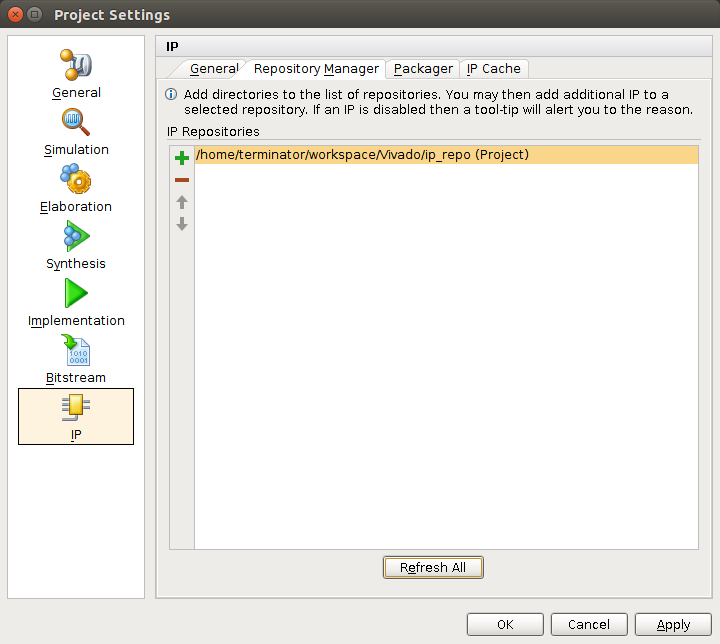 Project Settings
General
Simulation
Elaboration
Synthesis
Implementation
1010
0001
Bitstream
IP
IP
General
Repository Manager
Packager
IP Cache
Add directories to the list of repositories. You may then add additional IP to a
selected repository. If an IP is disabled then a tool-tip will alert you to the reason.
IP Repositories
/home/terminator/workspace/Vivado/ip_repo (Project)
Refresh All
OK
Cancel
Apply